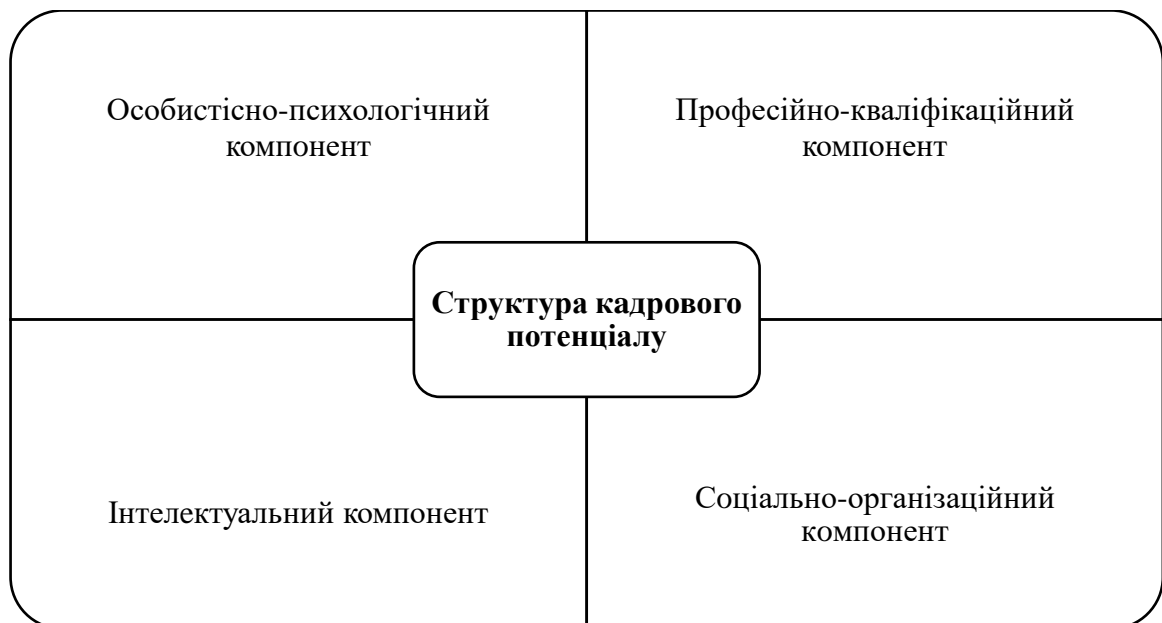 Особистісно-психологічний
компонент
Професійно-кваліфікаційний
компонент
Структура кадрового
потенціалу
Інтелектуальний компонент
Соціально-організаційний
компонент